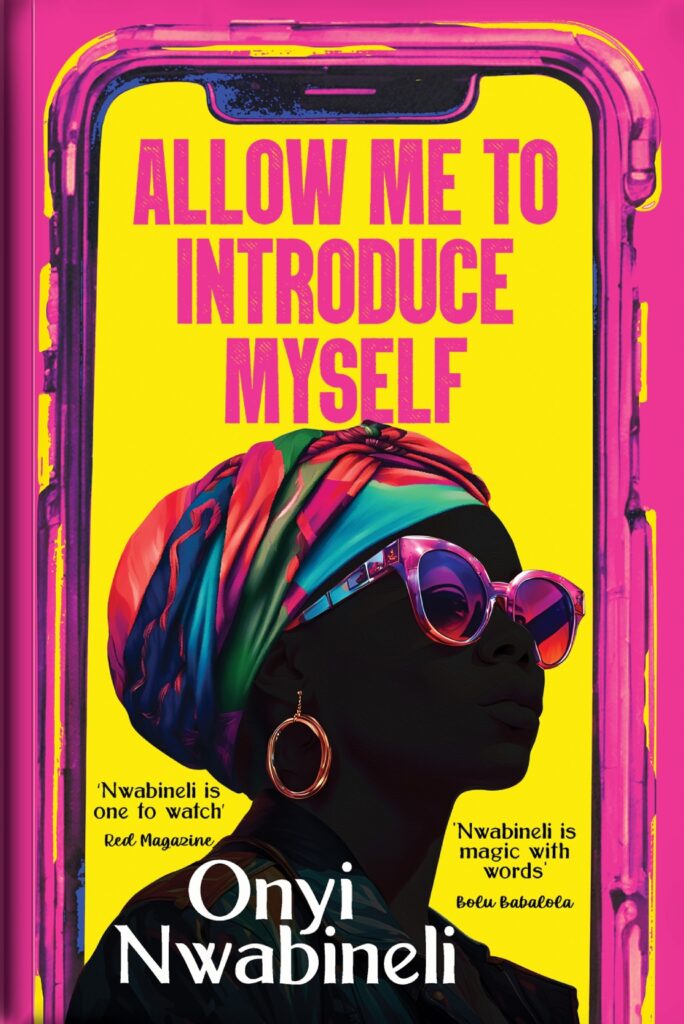 ALLOW ME TO
INTRODUCE
MYSELF
'Nwabineli is
one to watch'
Red Magazine
'Nwabineli is
magic with
words'
Bolu Babalola
Onyi
Nwabineli